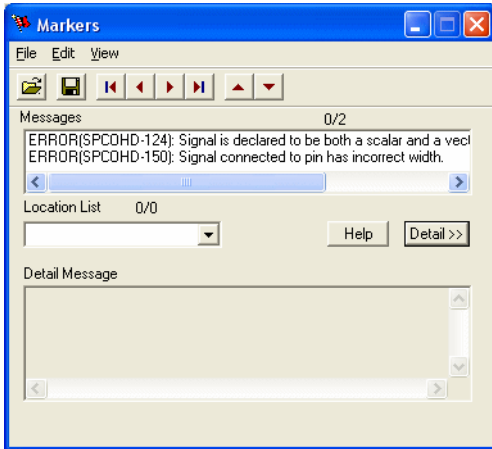 Markers
File Edit View
Messages 0/2
ERROR(SPCOHD-124): Signal is declared to be both a scalar and a vect
ERROR(SPCOHD-150): Signal connected to pin has incorrect width.
Location List 0/0
Help Detail >>
Detail Message